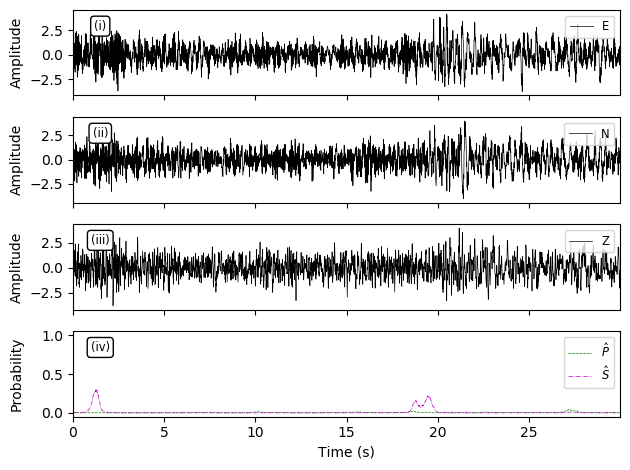 (i)
E
Amplitude
2.5
0.0
−2.5
(ii)
N
Amplitude
2.5
0.0
−2.5
(iii)
Z
Amplitude
2.5
0.0
−2.5
(iv)
P̂
Ŝ
Probability
1.0
0.5
0.0
0 5 10 15 20 25
Time (s)